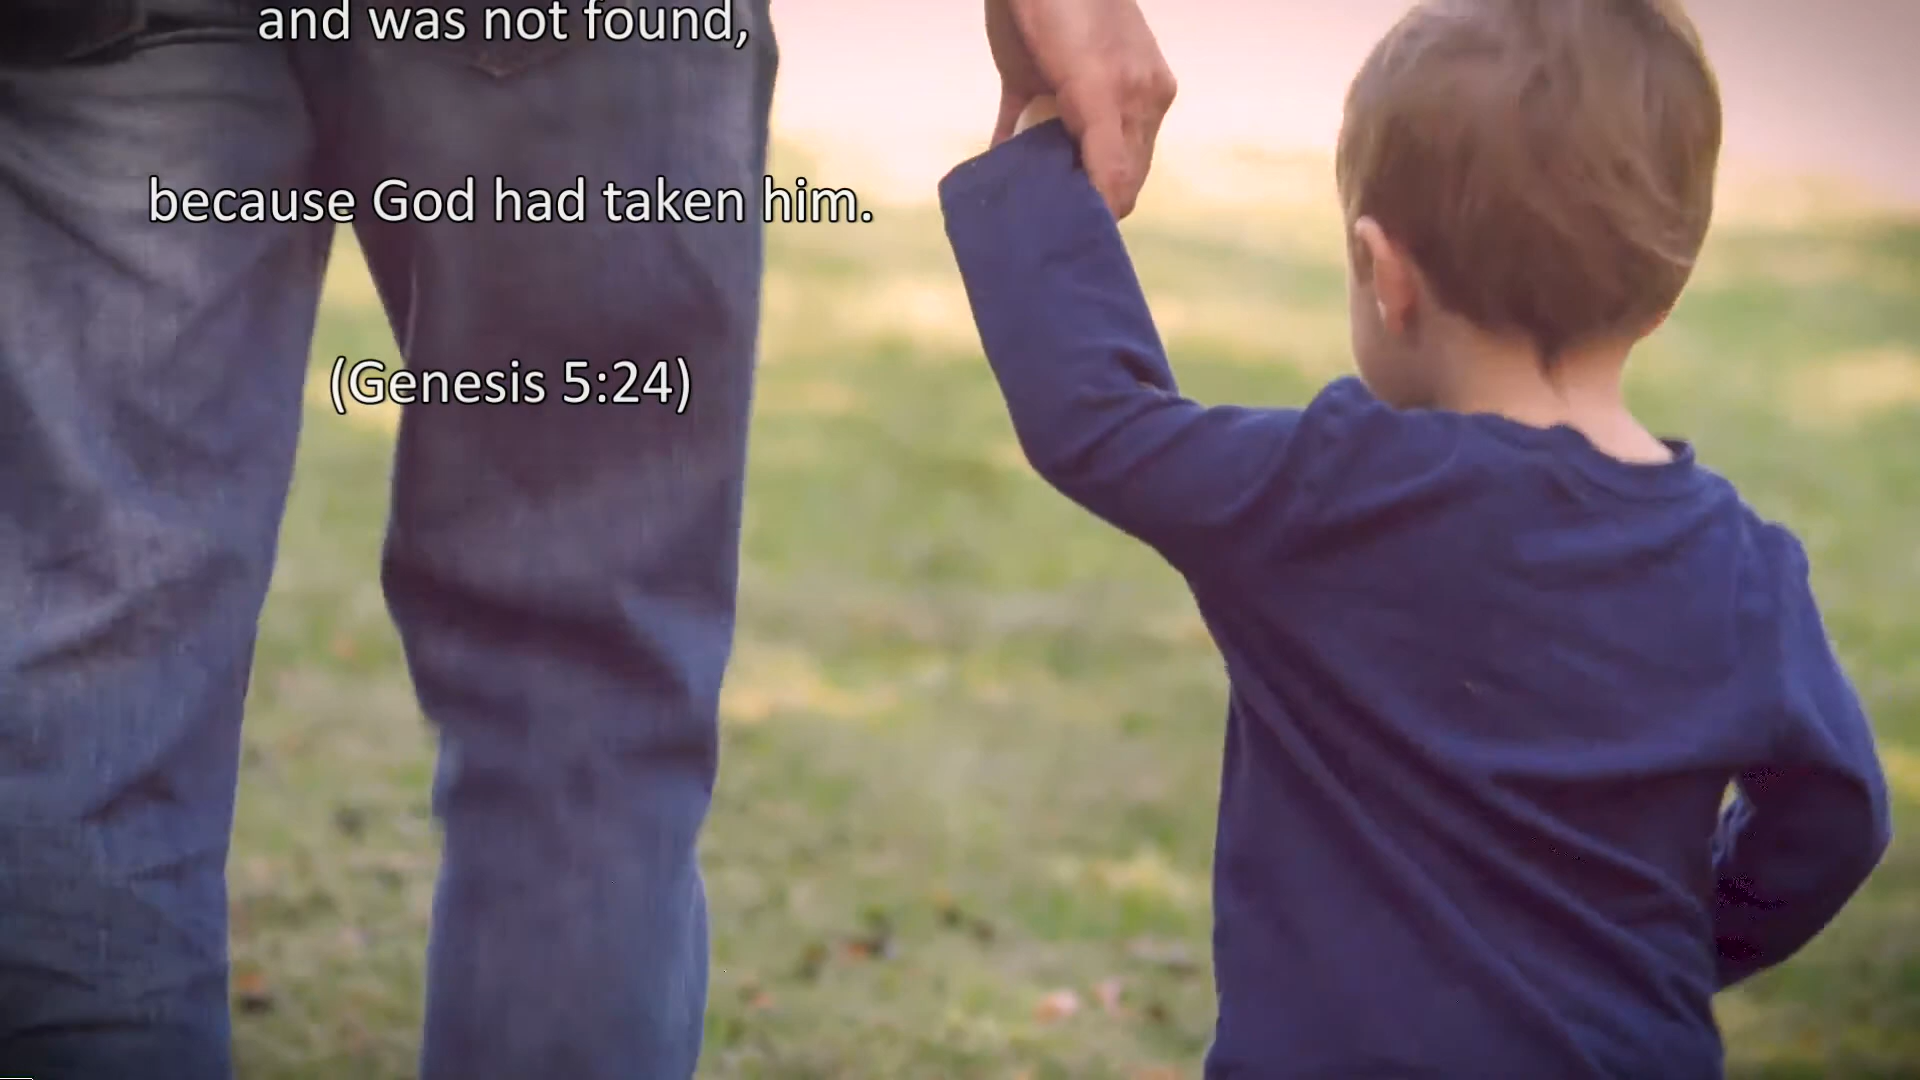 and was not found,
because God had taken him.
(Genesis 5:24)